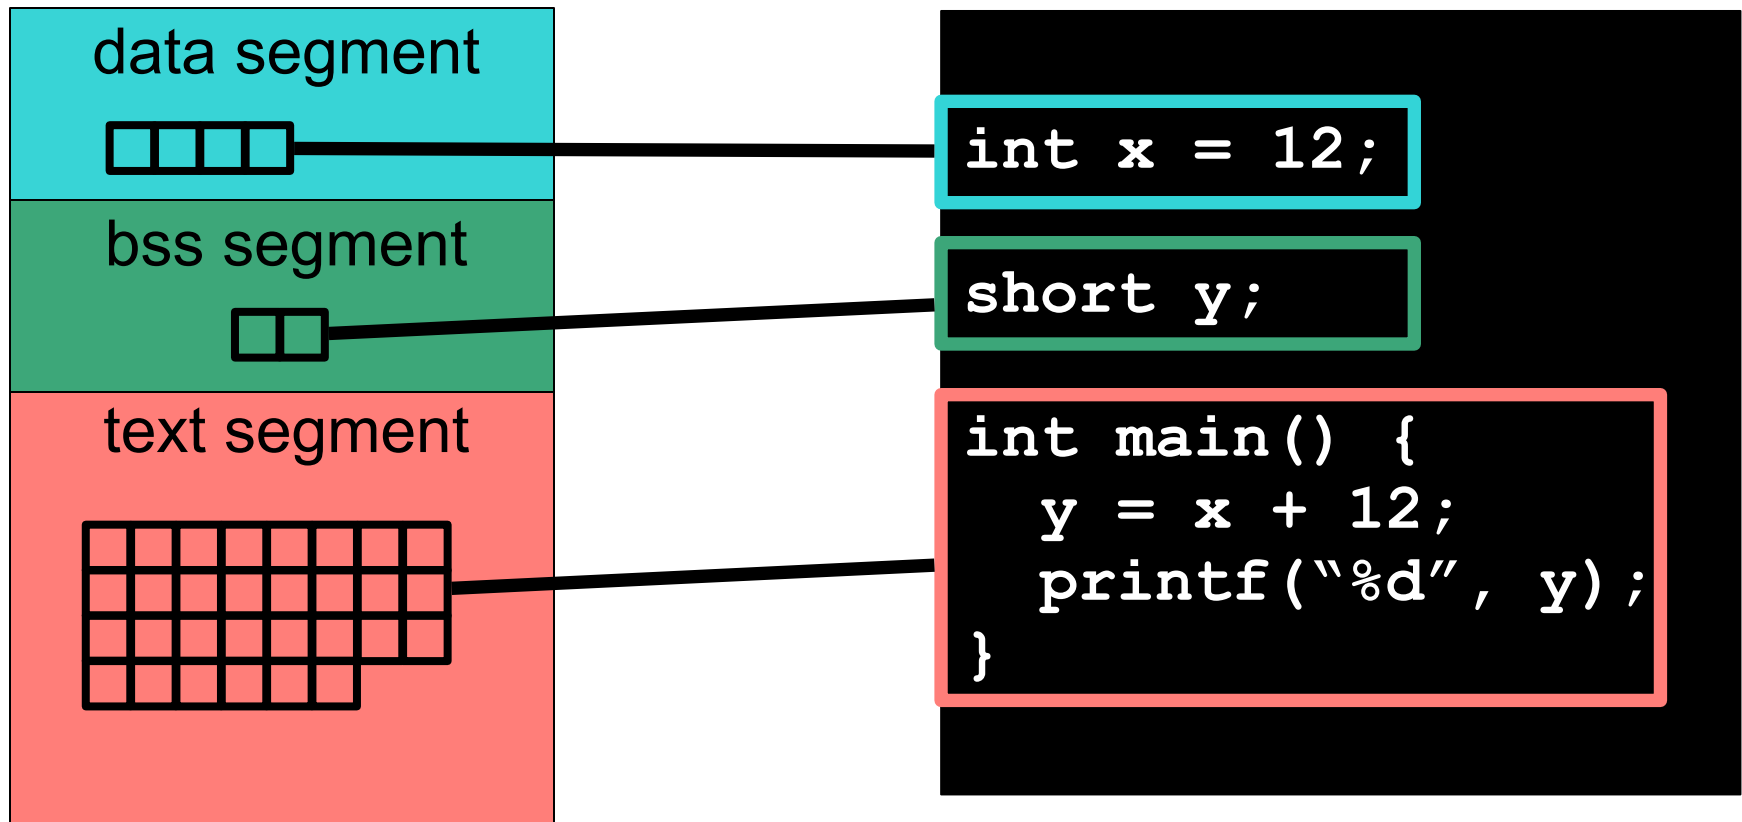 data segment
bss segment
text segment
int x = 12;
short y;
int main() {
  y = x + 12;
  printf(“%d”, y);
}